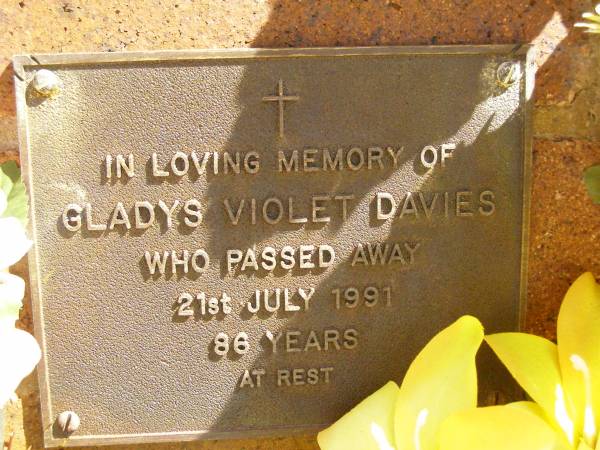 IN LOVING MEMORY OF
GLADYS VIOLET DAVIES
WHO PASSED AWAY
21st JULY 1991
86 YEARS
AT REST